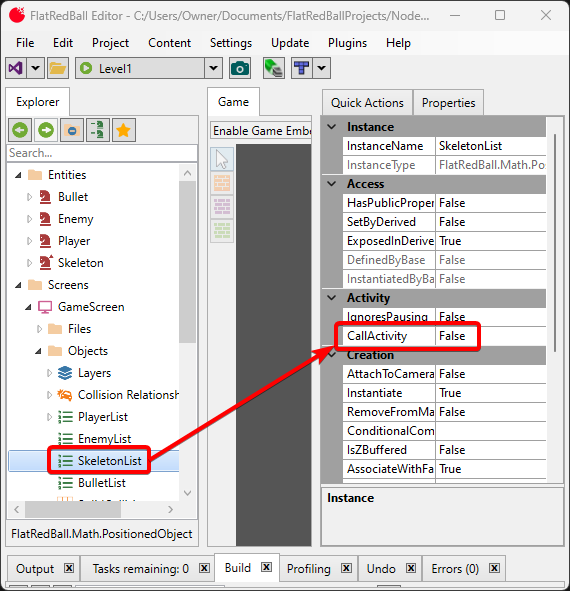 FlatRedBall Editor - C:/Users/Owner/Documents/FlatRedBallProjects/Node...
File Edit Project Content Settings Update Plugins Help
Level1
Explorer
Search...
Entities
Bullet
Enemy
Player
Skeleton
Screens
GameScreen
Files
Objects
Layers
Collision Relationsh
PlayerList
EnemyList
SkeletonList
BulletList
FlatRedBall.Math.PositionedObject
Game
Enable Game Embe
Quick Actions Properties
Instance
InstanceName SkeletonList
InstanceType FlatRedBall.Math.Po
Access
HasPublicProper False
SetByDerived False
ExposedInDerive True
DefinedByBase False
InstantiatedByBa False
Activity
IgnoresPausing False
CallActivity False
Creation
AttachToCamera False
Instantiate True
RemoveFromMa False
ConditionalCom
IsZBuffered False
AssociateWithFa True
Instance
Output Tasks remaining: 0 Build Profiling Undo Errors (0)